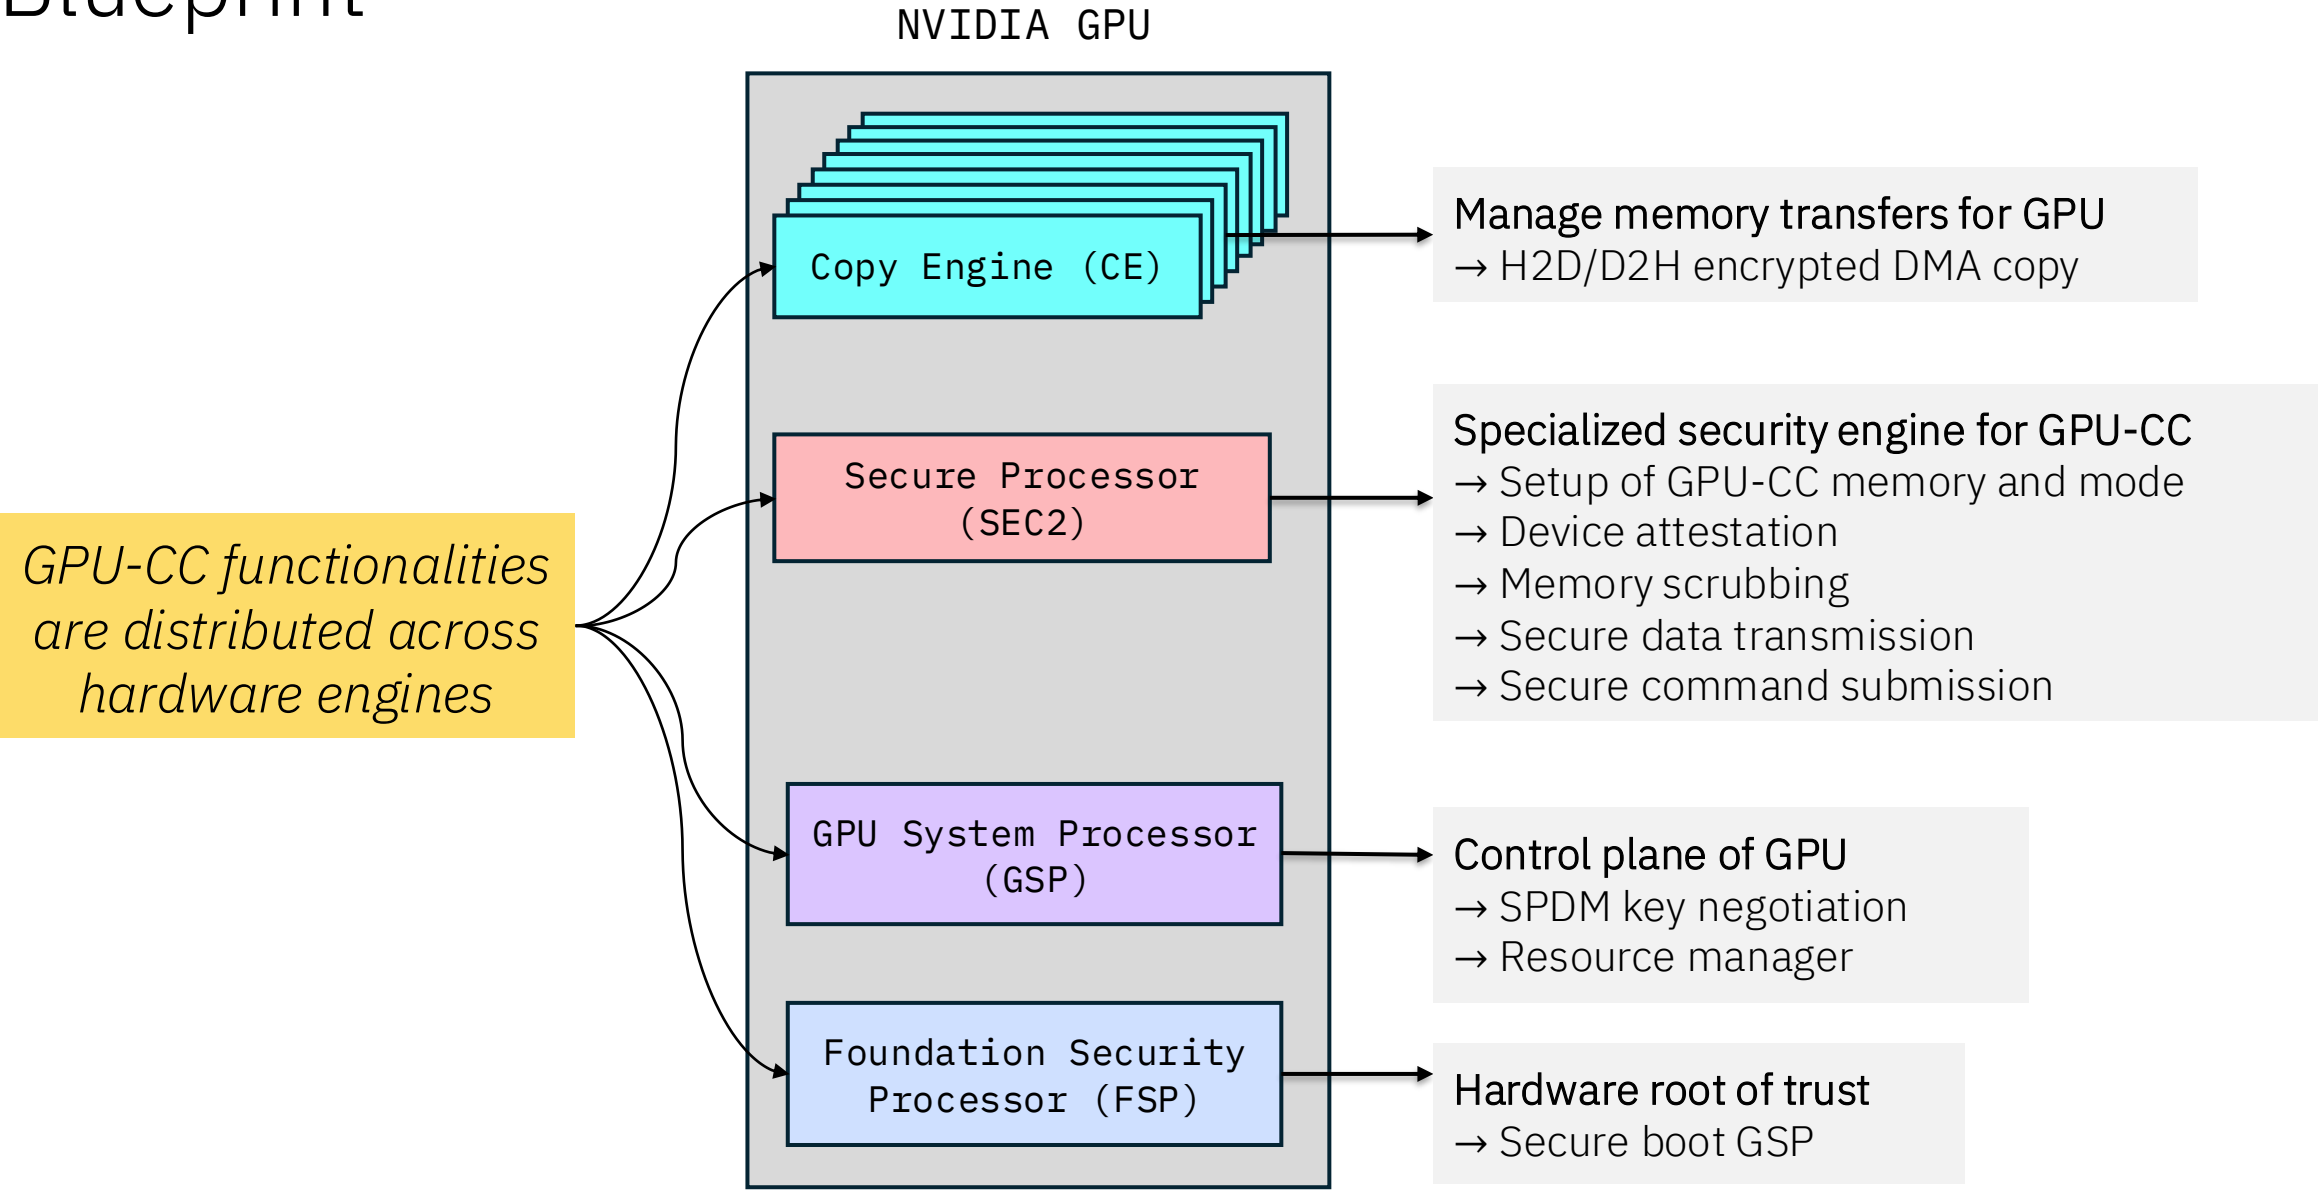 Blueprint
NVIDIA GPU
Copy Engine (CE)
Manage memory transfers for GPU
→ H2D/D2H encrypted DMA copy
Secure Processor
(SEC2)
Specialized security engine for GPU-CC
→ Setup of GPU-CC memory and mode
→ Device attestation
→ Memory scrubbing
→ Secure data transmission
→ Secure command submission
GPU-CC functionalities
are distributed across
hardware engines
GPU System Processor
(GSP)
Control plane of GPU
→ SPDM key negotiation
→ Resource manager
Foundation Security
Processor (FSP)
Hardware root of trust
→ Secure boot GSP